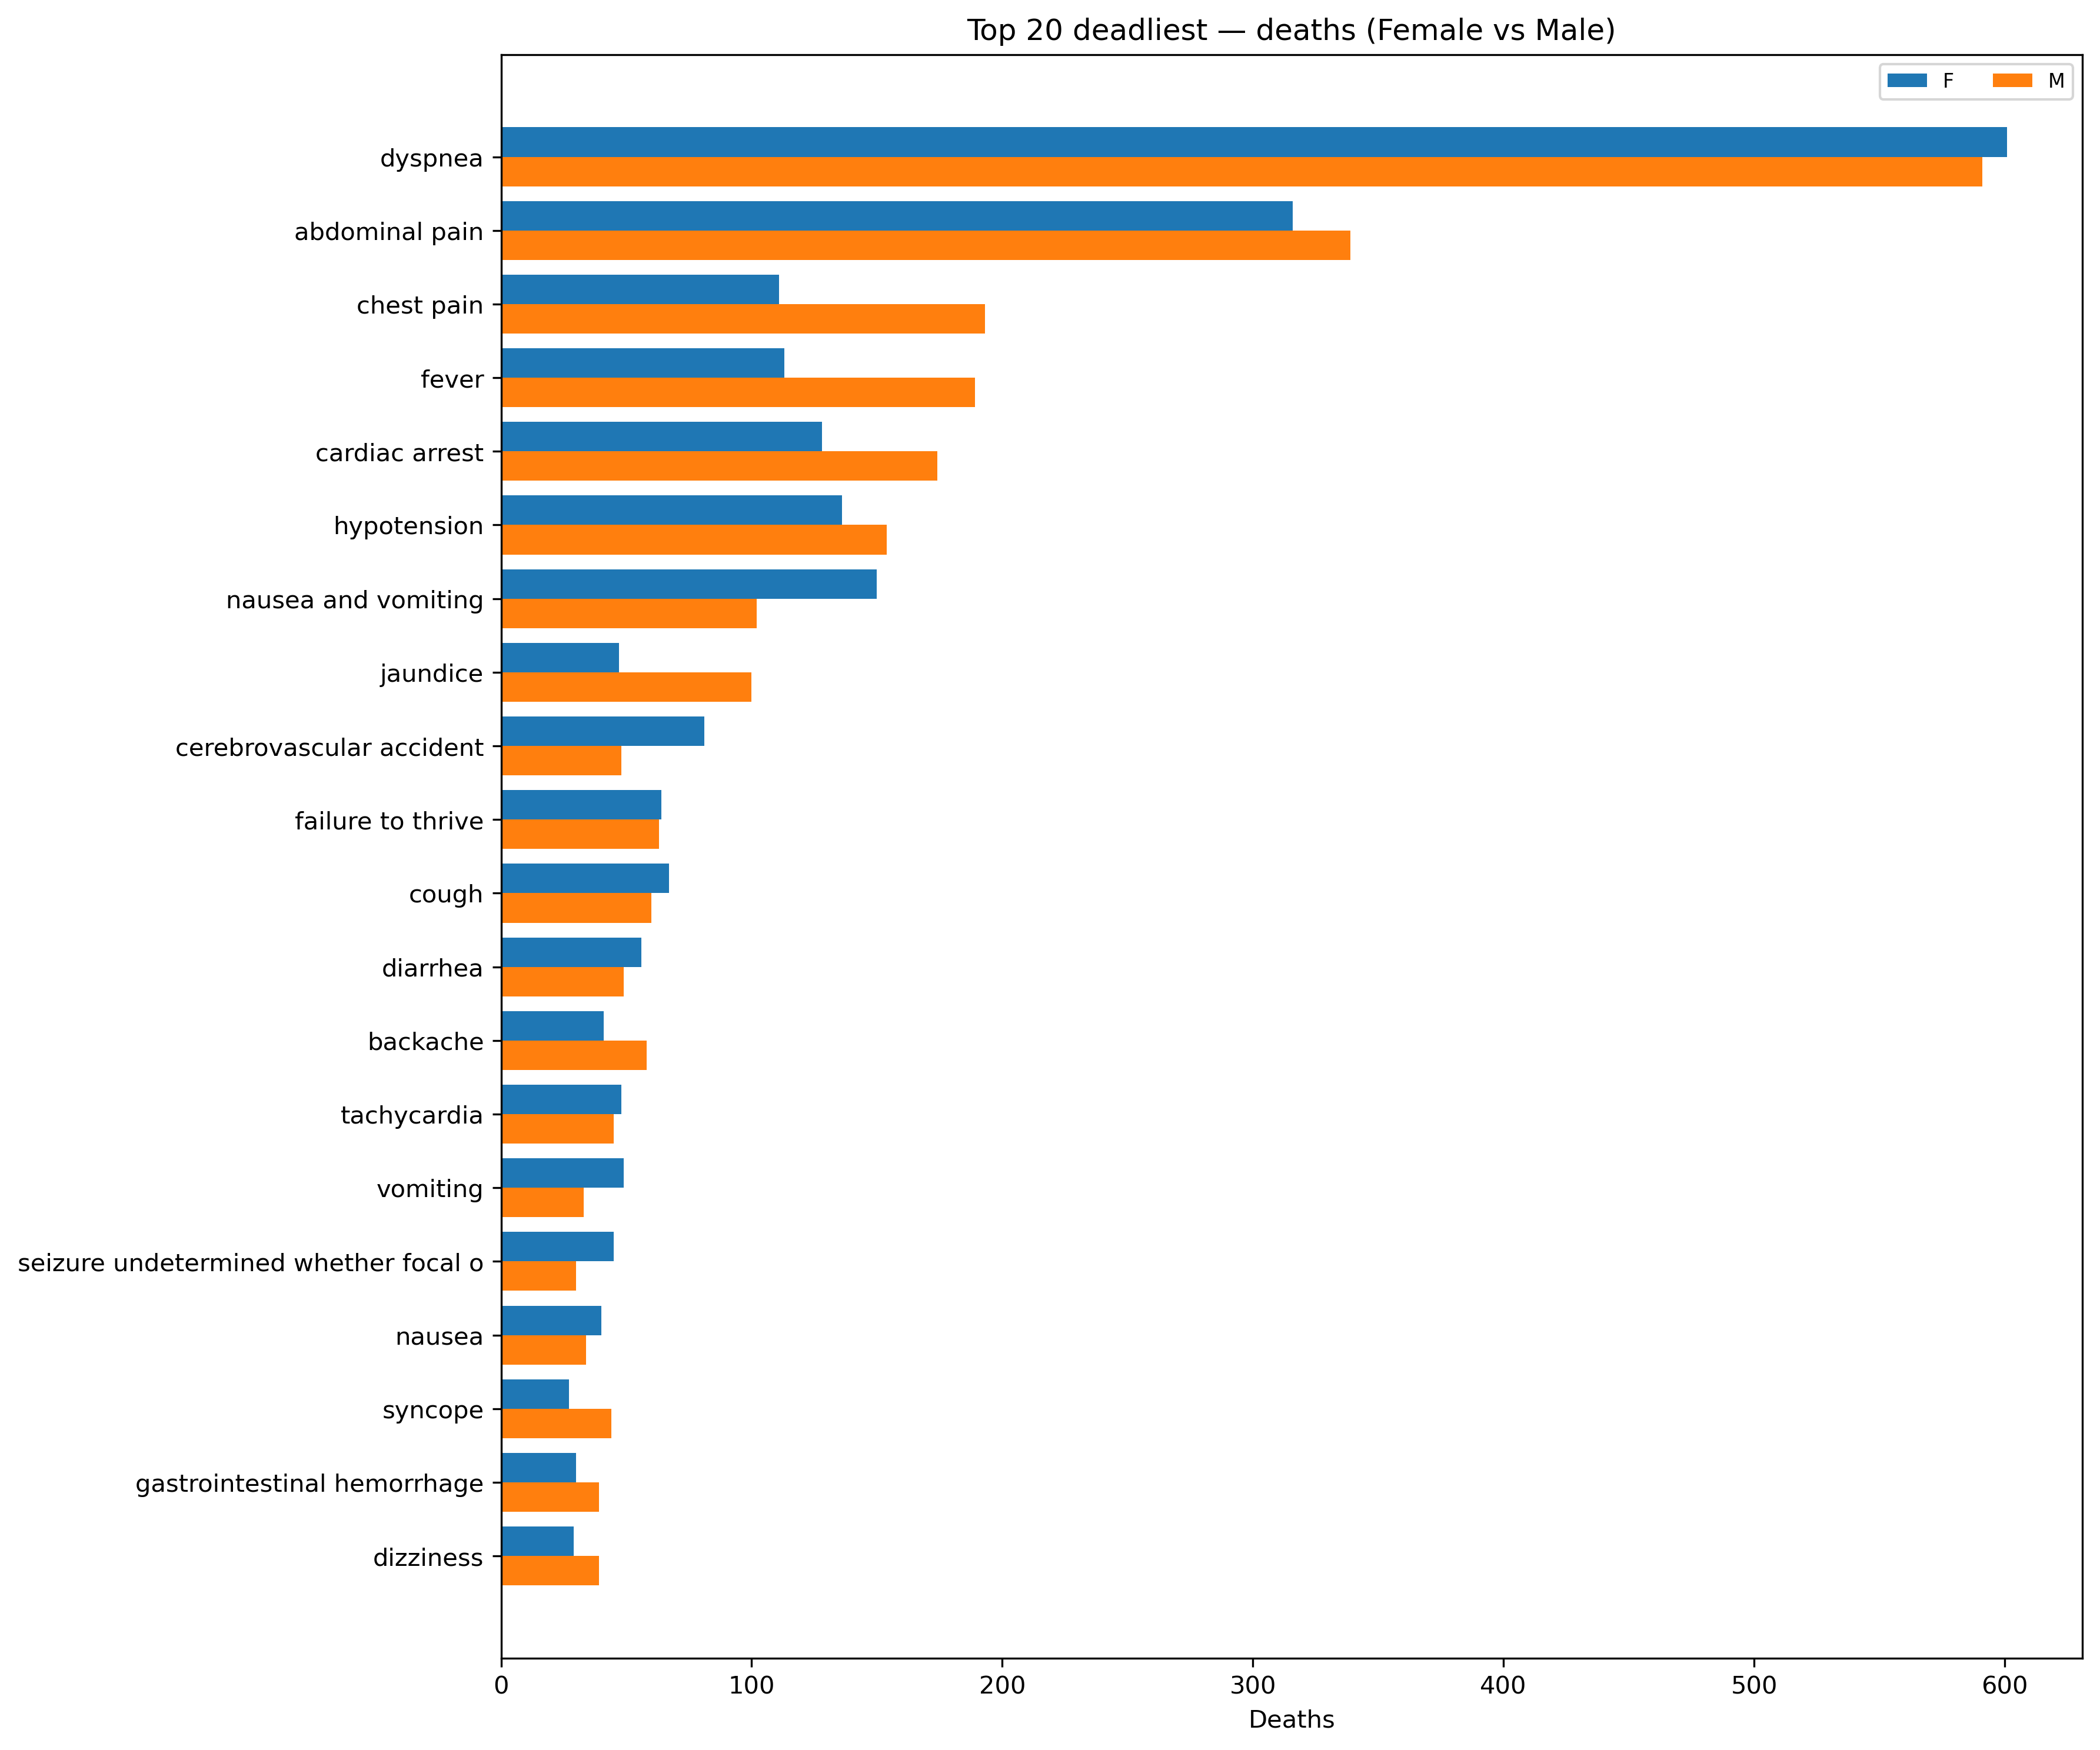 Top 20 deadliest — deaths (Female vs Male)
F M
dyspnea
abdominal pain
chest pain
fever
cardiac arrest
hypotension
nausea and vomiting
jaundice
cerebrovascular accident
failure to thrive
cough
diarrhea
backache
tachycardia
vomiting
seizure undetermined whether focal o
nausea
syncope
gastrointestinal hemorrhage
dizziness
0 100 200 300 400 500 600
Deaths